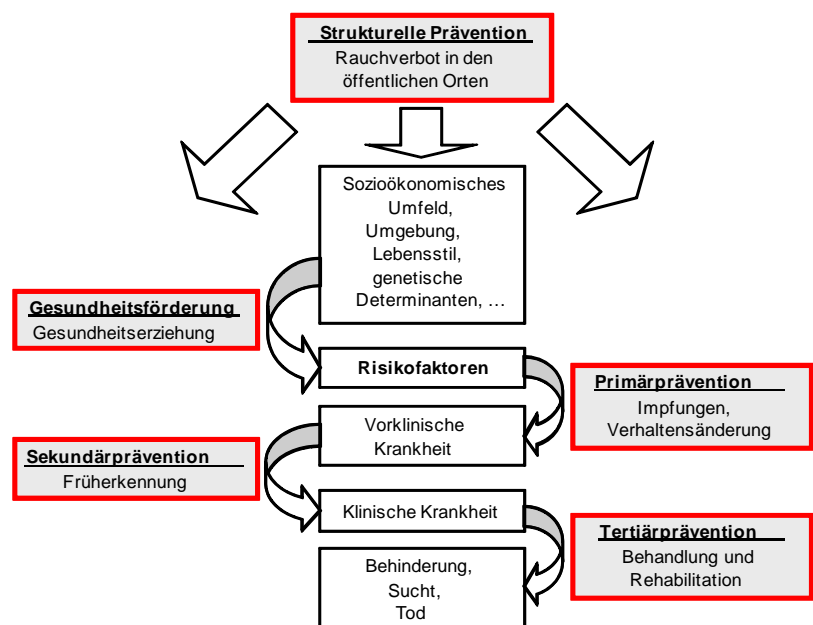 Strukturelle Prävention
Rauchverbot in den
öffentlichen Orten
Sozioökonomisches
Umfeld,
Umgebung,
Lebensstil,
genetische
Determinanten, …
Gesundheitsförderung
Gesundheitserziehung
Risikofaktoren
Primärprävention
Impfungen,
Verhaltensänderung
Vorklinische
Krankheit
Sekundärprävention
Früherkennung
Klinische Krankheit
Tertiärprävention
Behandlung und
Rehabilitation
Behinderung,
Sucht,
Tod